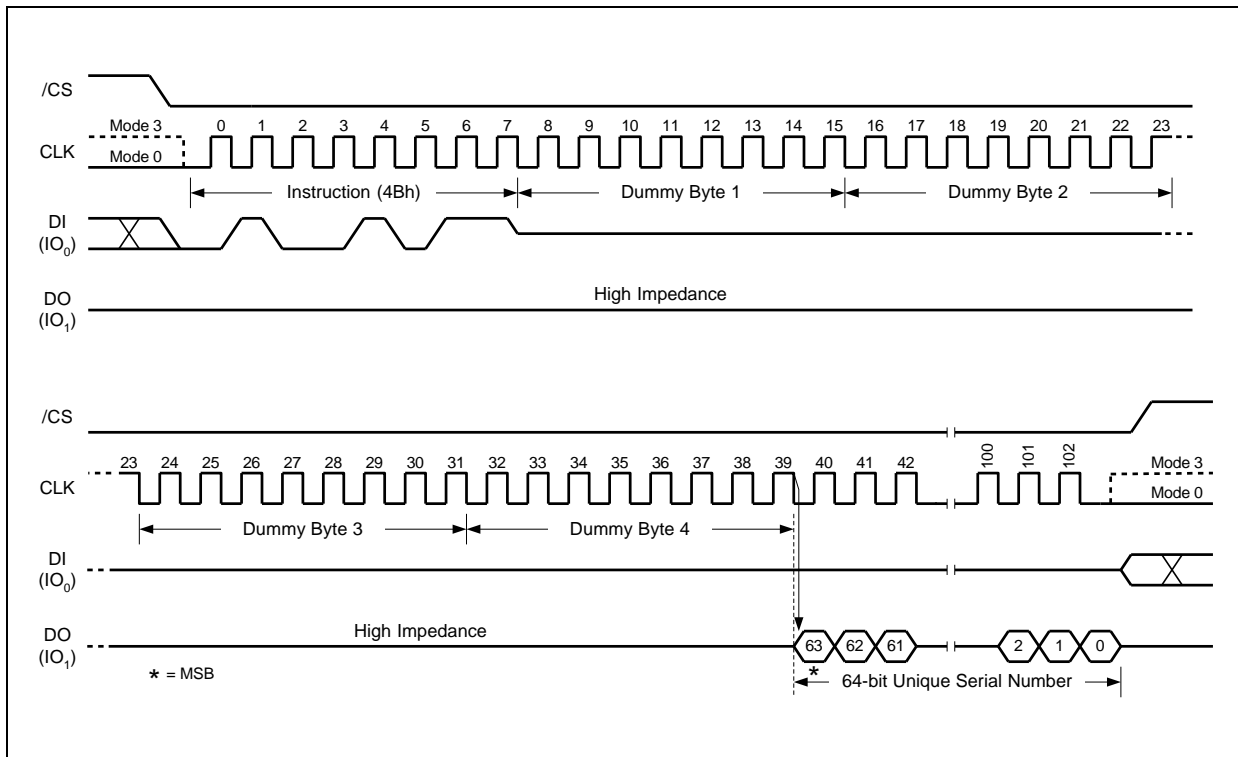 /CS
Mode 3
0 1 2 3 4 5 6 7 8 9 10 11 12 13 14 15 16 17 18 19 20 21 22 23
CLK
Mode 0
Instruction (4Bh)
Dummy Byte 1
Dummy Byte 2
DI
(IO0)
High Impedance
DO
(IO1)
/CS
23 24 25 26 27 28 29 30 31 32 33 34 35 36 37 38 39 40 41 42 100 101 102
Mode 3
CLK
Mode 0
Dummy Byte 3
Dummy Byte 4
DI
(IO0)
High Impedance
DO
(IO1)
63 62 61 2 1 0
* = MSB
*
64-bit Unique Serial Number